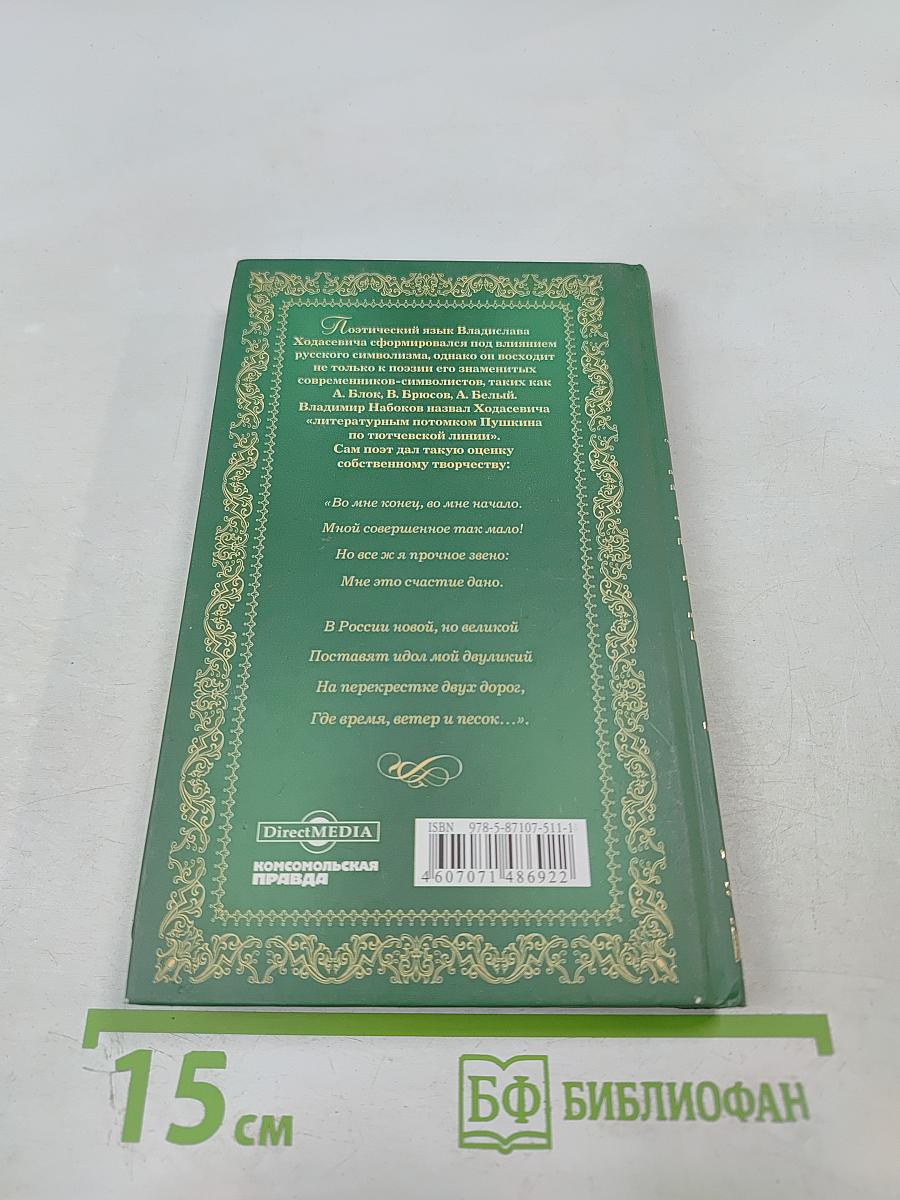 Поэтический язык Владислава
Ходасевича сформировался под влиянием
русского символизма, однако он восходит
не только к поэзии его знаменитых
современников-символистов, таких как
А. Блок, В. Брюсов, А. Белый.
Владимир Набоков назвал Ходасевича
«литературным потомком Пушкина
по тютчевской линии».
Сам поэт дал такую оценку
собственному творчеству:
«Во мне конец, во мне начало.
Мной совершенное так мало!
Но все ж я прочное звено:
Мне это счастие дано.
В России новой, но великой
Поставят идол мой двуликий
На перекрестке двух дорог,
Где время, ветер и песок…».
DirectMEDIA
КОМСОМОЛЬСКАЯ
ПРАВДА
ISBN 978-5-87107-511-1
4607071486922
15 см
БФ БИБЛИОФАН